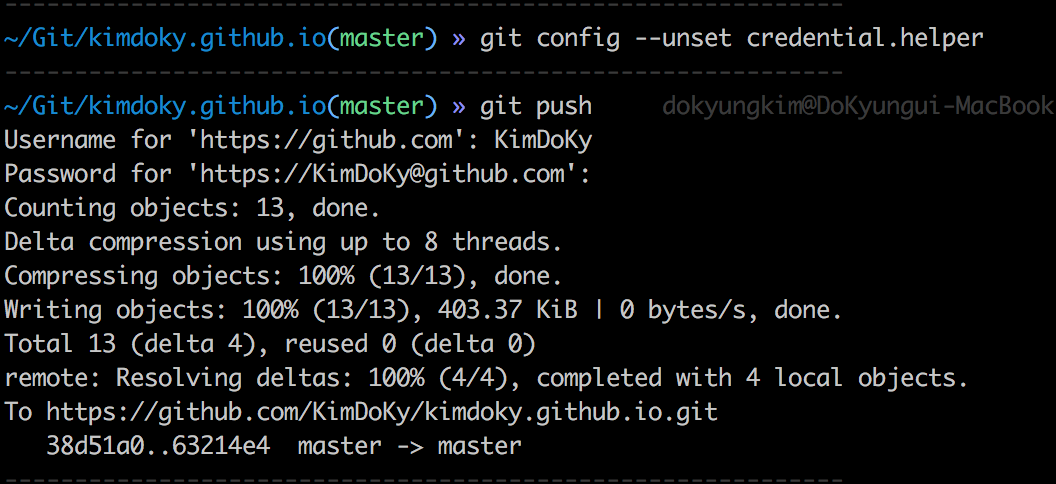 ~/Git/kimdoky.github.io(master) » git config --unset credential.helper
~/Git/kimdoky.github.io(master) » git push dokyungkim@DoKyungui-MacBook
Username for 'https://github.com': KimDoKy
Password for 'https://KimDoKy@github.com':
Counting objects: 13, done.
Delta compression using up to 8 threads.
Compressing objects: 100% (13/13), done.
Writing objects: 100% (13/13), 403.37 KiB | 0 bytes/s, done.
Total 13 (delta 4), reused 0 (delta 0)
remote: Resolving deltas: 100% (4/4), completed with 4 local objects.
To https://github.com/KimDoKy/kimdoky.github.io.git
   38d51a0..63214e4  master -> master